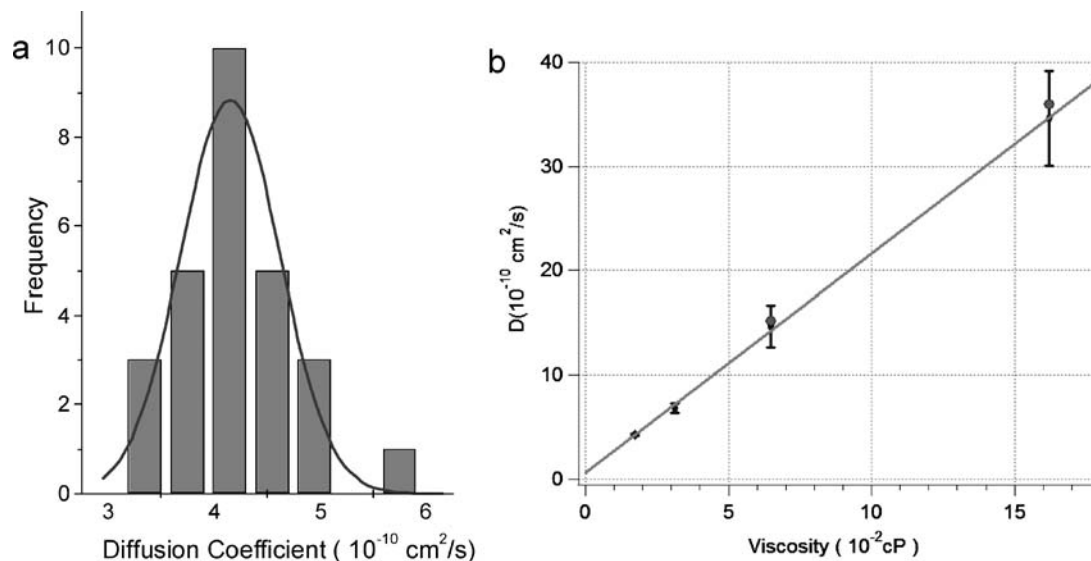 a
10
8
6
4
2
0
Frequency
3 4 5 6
Diffusion Coefficient ( 10⁻¹⁰ cm²/s)
b
40
30
20
10
0
D(10⁻¹⁰ cm²/s)
0 5 10 15
Viscosity ( 10⁻²cP )